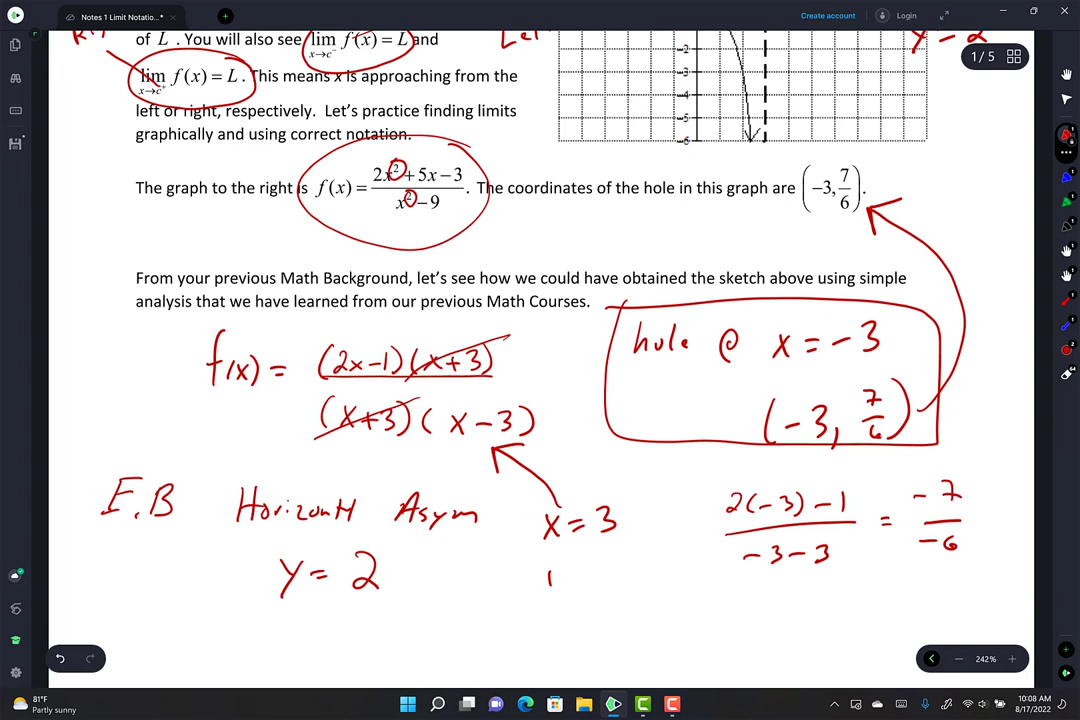 Notes 1 Limit Notatio...*
Create account
Login
1 / 5
of L . You will also see lim f(x) = L and
x→c⁻
lim f(x) = L . This means x is approaching from the
x→c⁺
left or right, respectively. Let's practice finding limits
graphically and using correct notation.
-2
-3
-4
-5
-6
y = 2
The graph to the right is f(x) = (2x² + 5x − 3)/(x² − 9) . The coordinates of the hole in this graph are (−3, 7/6).
From your previous Math Background, let's see how we could have obtained the sketch above using simple
analysis that we have learned from our previous Math Courses.
f(x) = (2x−1)(x+3) / (x+3)(x−3)
hole @ x = −3
(−3, 7/6)
E.B Horizontl Asym
x = 3
y = 2
2(−3) − 1 / −3 − 3 = −7 / −6
242%
81°F
Partly sunny
10:08 AM
8/17/2022